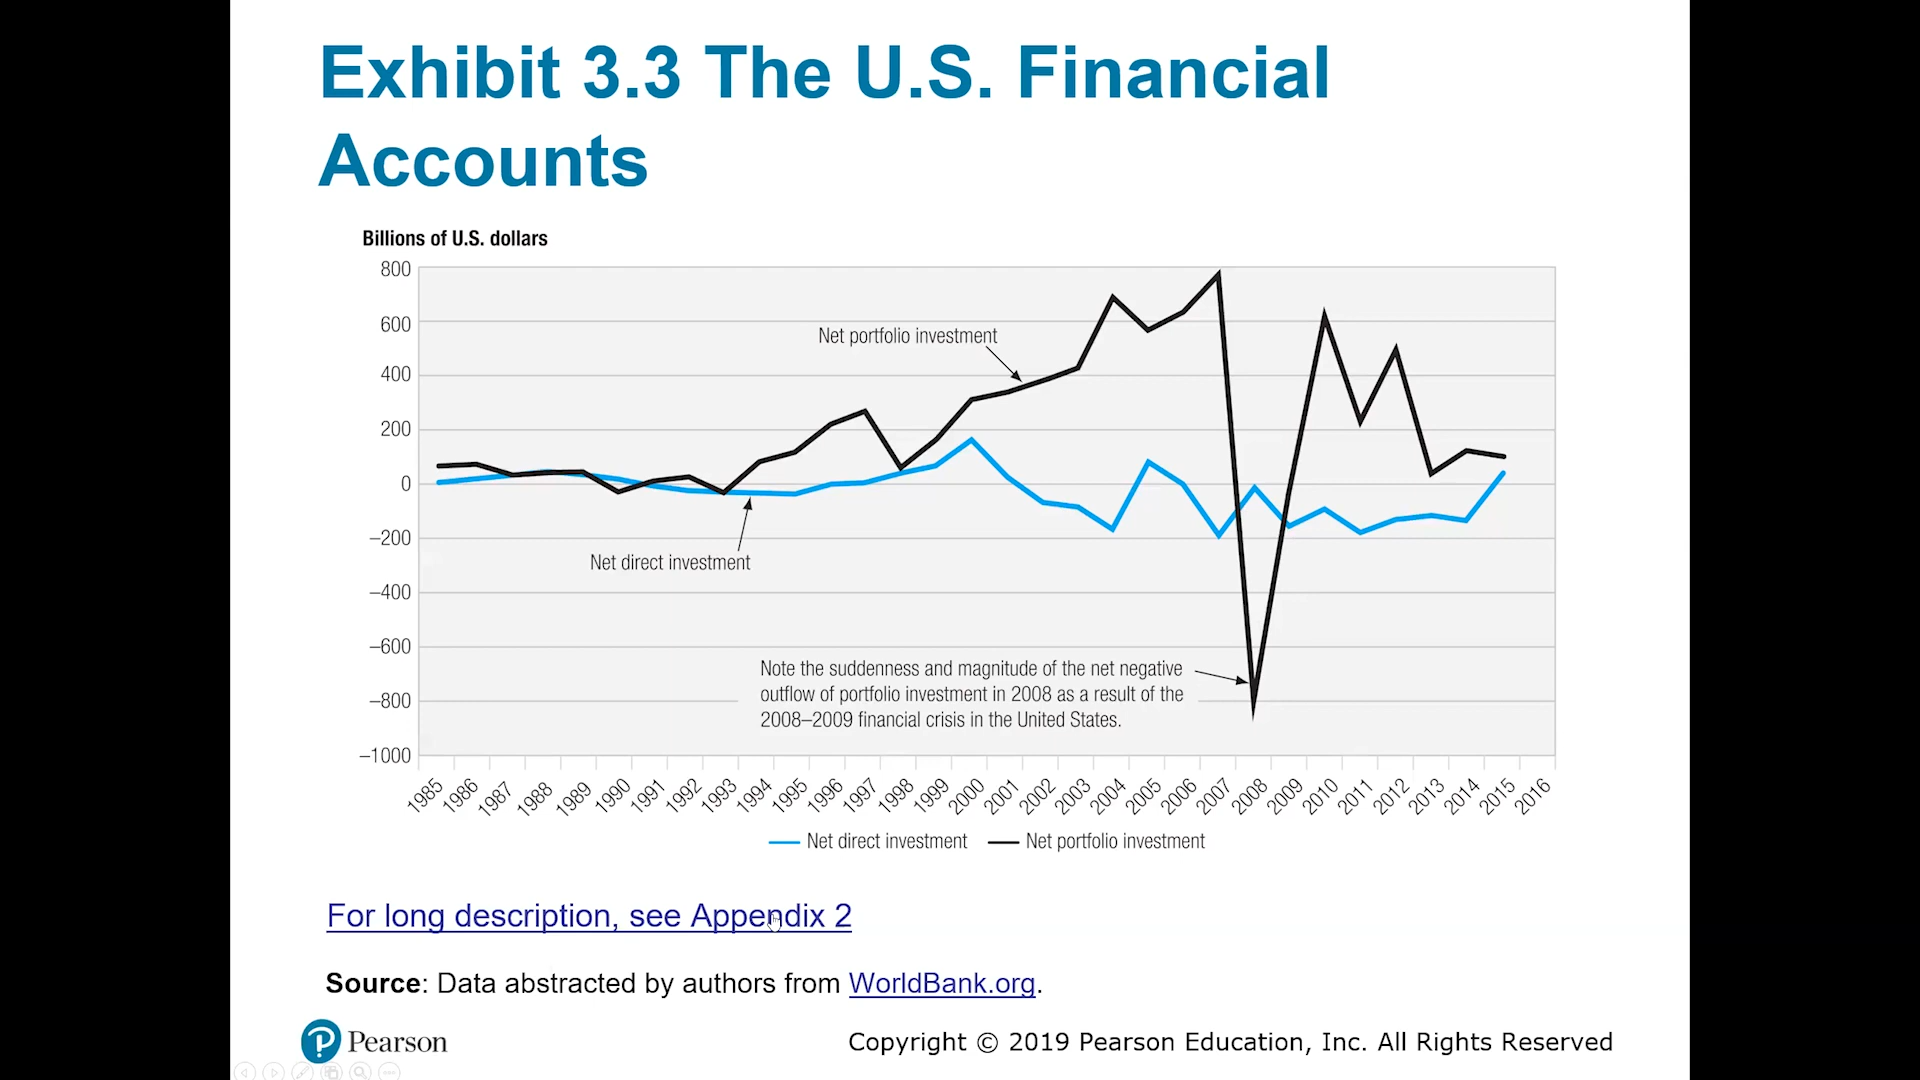 Exhibit 3.3 The U.S. Financial
Accounts
Billions of U.S. dollars
800
600
400
200
0
–200
–400
–600
–800
–1000
Net portfolio investment
Net direct investment
Note the suddenness and magnitude of the net negative
outflow of portfolio investment in 2008 as a result of the
2008–2009 financial crisis in the United States.
1985 1986 1987 1988 1989 1990 1991 1992 1993 1994 1995 1996 1997 1998 1999 2000 2001 2002 2003 2004 2005 2006 2007 2008 2009 2010 2011 2012 2013 2014 2015 2016
Net direct investment Net portfolio investment
For long description, see Appendix 2
Source: Data abstracted by authors from WorldBank.org.
P Pearson
Copyright © 2019 Pearson Education, Inc. All Rights Reserved